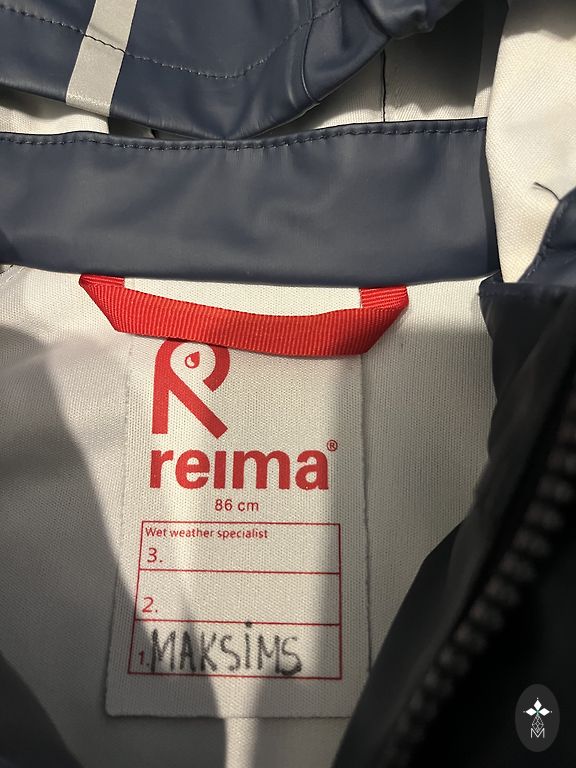 reima®
86 cm
Wet weather specialist
3.
2.
1. MAKSiMS
M